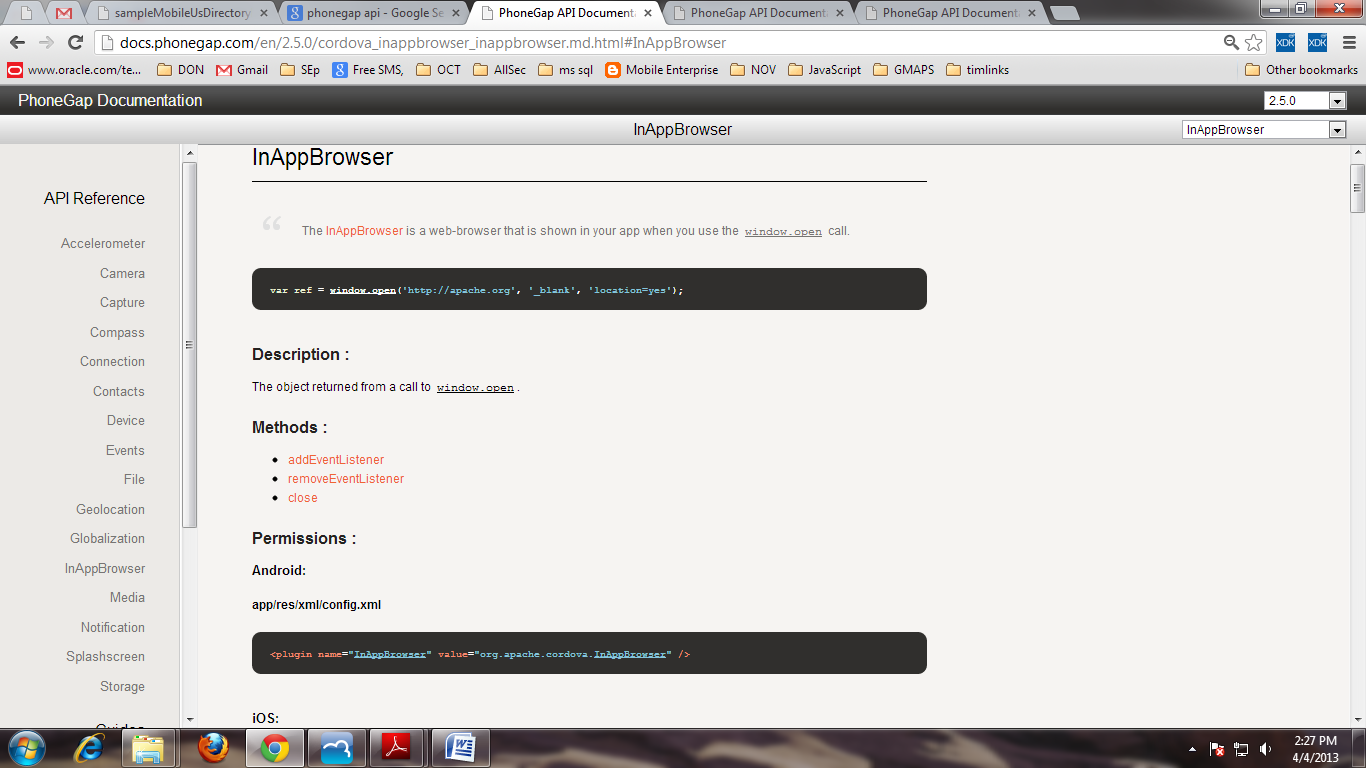 sampleMobileUsDirectory
phonegap api - Google Se
PhoneGap API Documenta
PhoneGap API Documenta
PhoneGap API Documenta
docs.phonegap.com/en/2.5.0/cordova_inappbrowser_inappbrowser.md.html#InAppBrowser
XDK XDK
www.oracle.com/te... DON Gmail SEp Free SMS, OCT AllSec ms sql Mobile Enterprise NOV JavaScript GMAPS timlinks Other bookmarks
PhoneGap Documentation 2.5.0
InAppBrowser InAppBrowser
API Reference
Accelerometer
Camera
Capture
Compass
Connection
Contacts
Device
Events
File
Geolocation
Globalization
InAppBrowser
Media
Notification
Splashscreen
Storage
Guides
InAppBrowser
“ The InAppBrowser is a web-browser that is shown in your app when you use the window.open call.
var ref = window.open('http://apache.org', '_blank', 'location=yes');
Description :
The object returned from a call to window.open .
Methods :
• addEventListener
• removeEventListener
• close
Permissions :
Android:
app/res/xml/config.xml
<plugin name="InAppBrowser" value="org.apache.cordova.InAppBrowser" />
iOS:
2:27 PM
4/4/2013